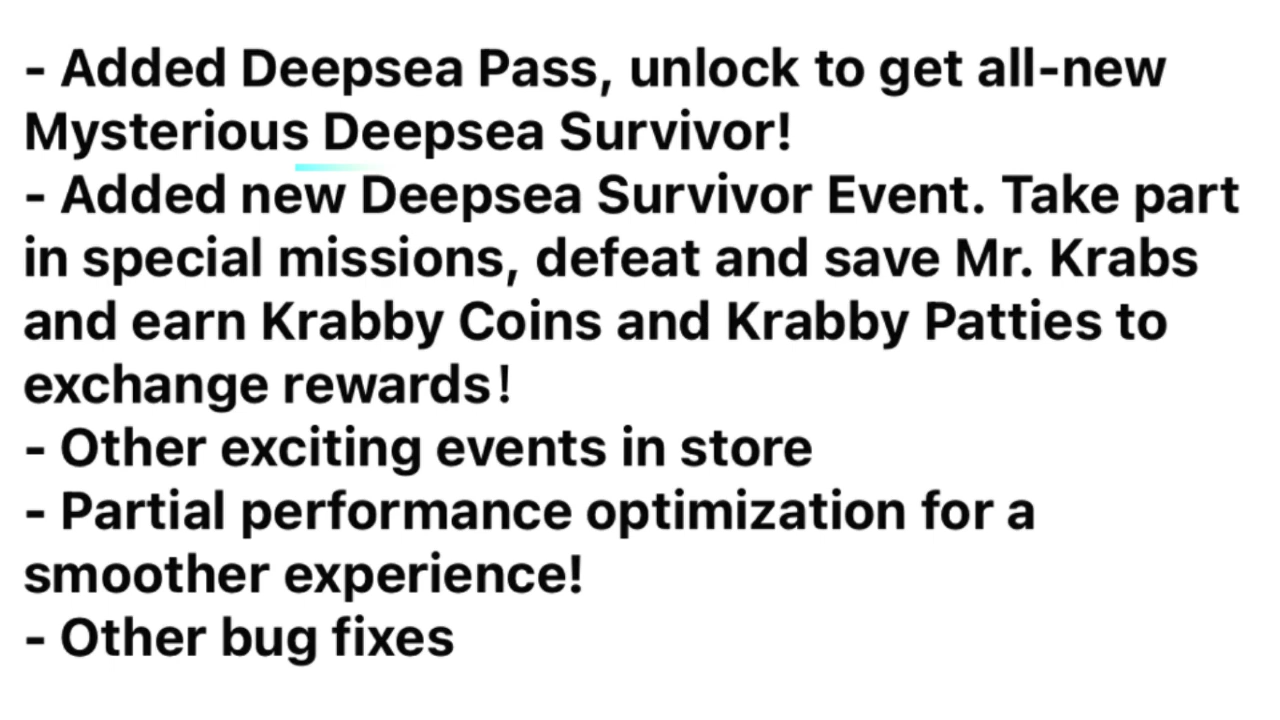 - Added Deepsea Pass, unlock to get all-new
Mysterious Deepsea Survivor!
- Added new Deepsea Survivor Event. Take part
in special missions, defeat and save Mr. Krabs
and earn Krabby Coins and Krabby Patties to
exchange rewards!
- Other exciting events in store
- Partial performance optimization for a
smoother experience!
- Other bug fixes